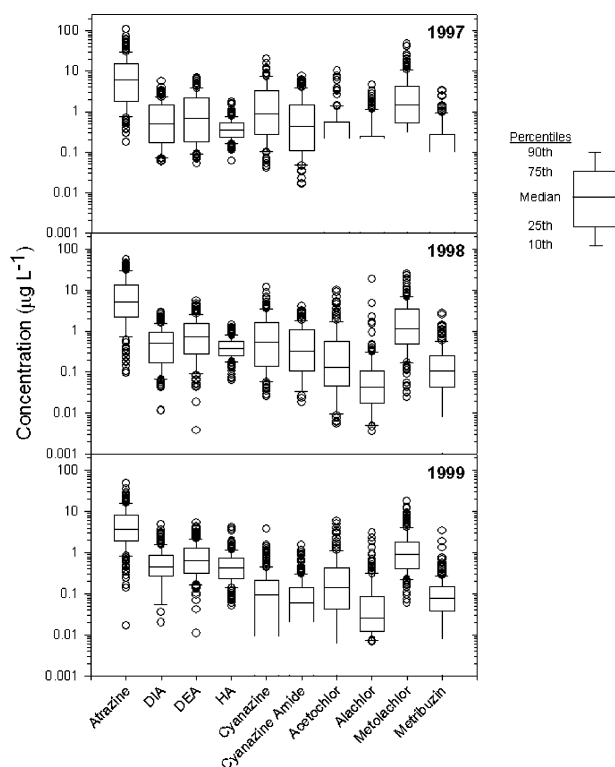 1997
100
10
1
0.1
0.01
0.001
1998
100
10
1
0.1
0.01
0.001
1999
100
10
1
0.1
0.01
0.001
Concentration (µg L-1)
Atrazine
DIA
DEA
HA
Cyanazine
Cyanazine Amide
Acetochlor
Alachlor
Metolachlor
Metribuzin
Percentiles
90th
75th
Median
25th
10th